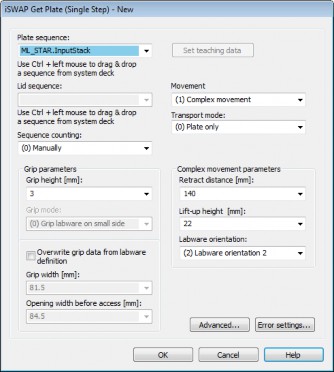 iSWAP Get Plate (Single Step) - New
Plate sequence:
ML_STAR.InputStack
Set teaching data
Use Ctrl + left mouse to drag & drop
a sequence from system deck
Lid sequence:
Movement
(1) Complex movement
Use Ctrl + left mouse to drag & drop
a sequence from system deck
Transport mode:
(0) Plate only
Sequence counting:
(0) Manually
Grip parameters
Grip height [mm]:
3
Grip mode:
(0) Grip labware on small side
Overwrite grip data from labware
definition
Grip width [mm]:
81.5
Opening width before access [mm]:
84.5
Complex movement parameters
Retract distance [mm]:
140
Lift-up height [mm]:
22
Labware orientation:
(2) Labware orientation 2
Advanced...
Error settings...
OK
Cancel
Help